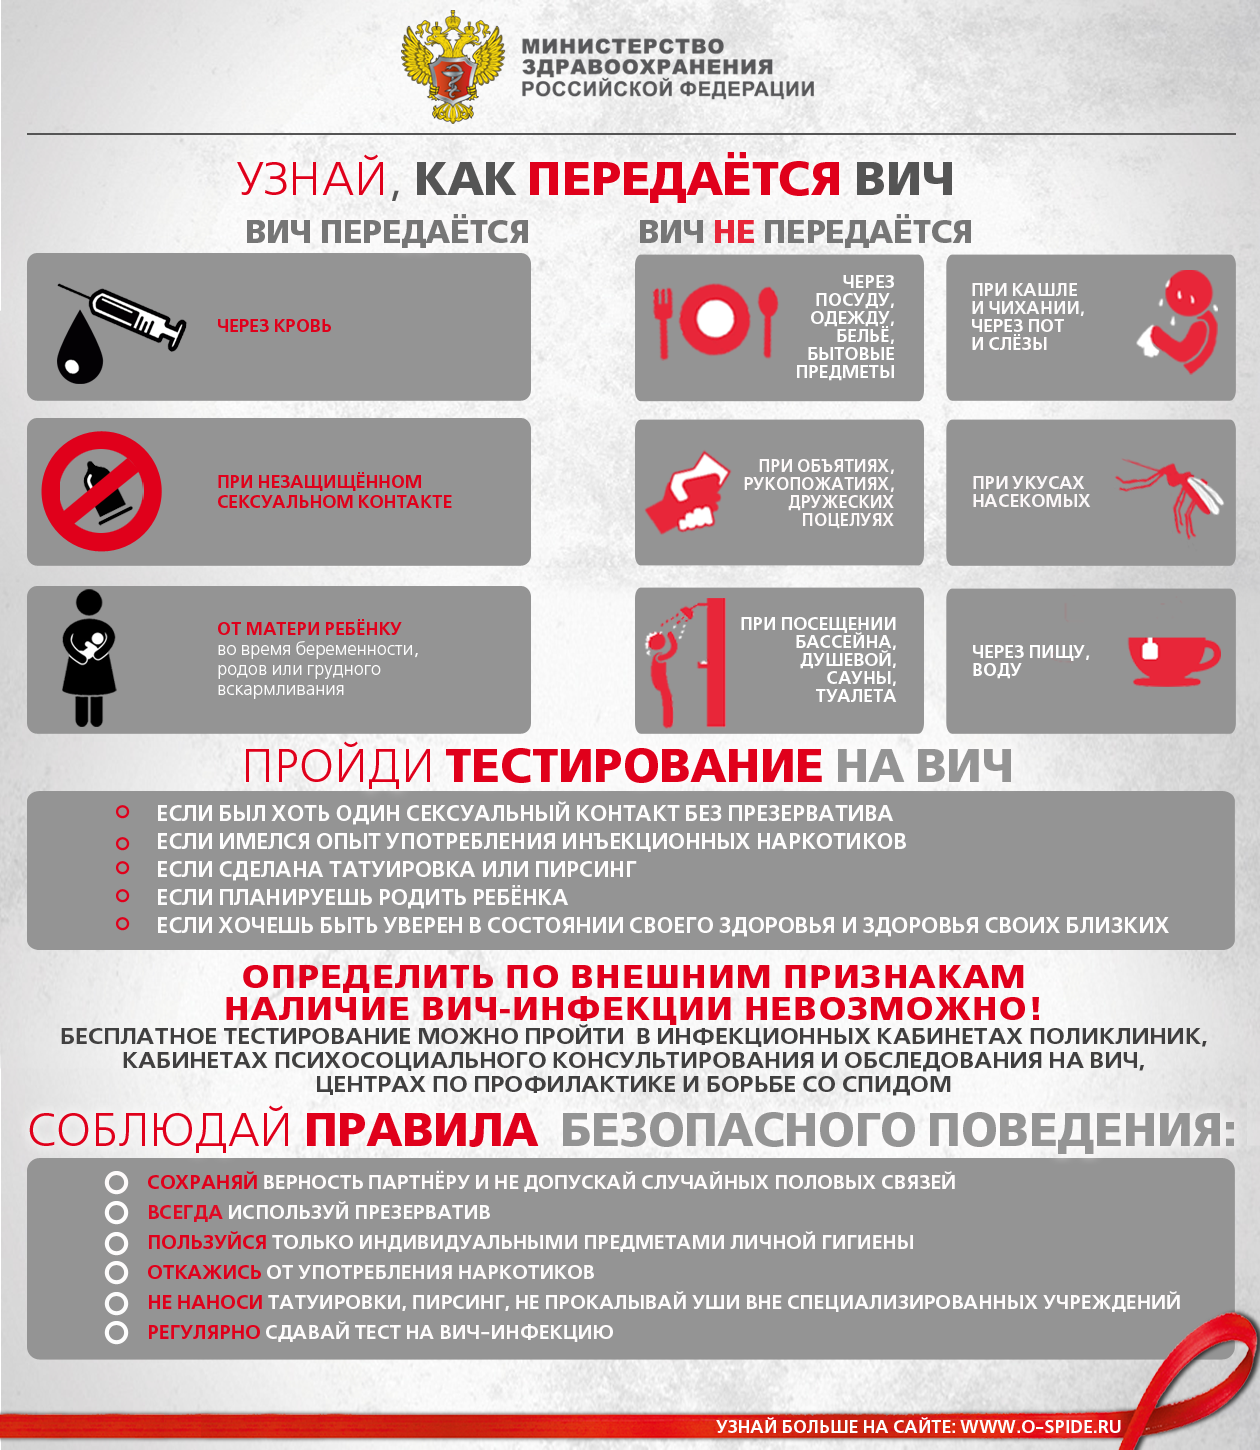 МИНИСТЕРСТВО
ЗДРАВООХРАНЕНИЯ
РОССИЙСКОЙ ФЕДЕРАЦИИ
УЗНАЙ, КАК ПЕРЕДАЁТСЯ ВИЧ
ВИЧ ПЕРЕДАЁТСЯ
ЧЕРЕЗ КРОВЬ
ПРИ НЕЗАЩИЩЁННОМ
СЕКСУАЛЬНОМ КОНТАКТЕ
ОТ МАТЕРИ РЕБЁНКУ
во время беременности,
родов или грудного
вскармливания
ВИЧ НЕ ПЕРЕДАЁТСЯ
ЧЕРЕЗ
ПОСУДУ,
ОДЕЖДУ,
БЕЛЬЁ,
БЫТОВЫЕ
ПРЕДМЕТЫ
ПРИ КАШЛЕ
И ЧИХАНИИ,
ЧЕРЕЗ ПОТ
И СЛЁЗЫ
ПРИ ОБЪЯТИЯХ,
РУКОПОЖАТИЯХ,
ДРУЖЕСКИХ
ПОЦЕЛУЯХ
ПРИ УКУСАХ
НАСЕКОМЫХ
ПРИ ПОСЕЩЕНИИ
БАССЕЙНА,
ДУШЕВОЙ,
САУНЫ,
ТУАЛЕТА
ЧЕРЕЗ ПИЩУ,
ВОДУ
ПРОЙДИ ТЕСТИРОВАНИЕ НА ВИЧ
ЕСЛИ БЫЛ ХОТЬ ОДИН СЕКСУАЛЬНЫЙ КОНТАКТ БЕЗ ПРЕЗЕРВАТИВА
ЕСЛИ ИМЕЛСЯ ОПЫТ УПОТРЕБЛЕНИЯ ИНЪЕКЦИОННЫХ НАРКОТИКОВ
ЕСЛИ СДЕЛАНА ТАТУИРОВКА ИЛИ ПИРСИНГ
ЕСЛИ ПЛАНИРУЕШЬ РОДИТЬ РЕБЁНКА
ЕСЛИ ХОЧЕШЬ БЫТЬ УВЕРЕН В СОСТОЯНИИ СВОЕГО ЗДОРОВЬЯ И ЗДОРОВЬЯ СВОИХ БЛИЗКИХ
ОПРЕДЕЛИТЬ ПО ВНЕШНИМ ПРИЗНАКАМ
НАЛИЧИЕ ВИЧ-ИНФЕКЦИИ НЕВОЗМОЖНО!
БЕСПЛАТНОЕ ТЕСТИРОВАНИЕ МОЖНО ПРОЙТИ В ИНФЕКЦИОННЫХ КАБИНЕТАХ ПОЛИКЛИНИК,
КАБИНЕТАХ ПСИХОСОЦИАЛЬНОГО КОНСУЛЬТИРОВАНИЯ И ОБСЛЕДОВАНИЯ НА ВИЧ,
ЦЕНТРАХ ПО ПРОФИЛАКТИКЕ И БОРЬБЕ СО СПИДОМ
СОБЛЮДАЙ ПРАВИЛА БЕЗОПАСНОГО ПОВЕДЕНИЯ:
СОХРАНЯЙ ВЕРНОСТЬ ПАРТНЁРУ И НЕ ДОПУСКАЙ СЛУЧАЙНЫХ ПОЛОВЫХ СВЯЗЕЙ
ВСЕГДА ИСПОЛЬЗУЙ ПРЕЗЕРВАТИВ
ПОЛЬЗУЙСЯ ТОЛЬКО ИНДИВИДУАЛЬНЫМИ ПРЕДМЕТАМИ ЛИЧНОЙ ГИГИЕНЫ
ОТКАЖИСЬ ОТ УПОТРЕБЛЕНИЯ НАРКОТИКОВ
НЕ НАНОСИ ТАТУИРОВКИ, ПИРСИНГ, НЕ ПРОКАЛЫВАЙ УШИ ВНЕ СПЕЦИАЛИЗИРОВАННЫХ УЧРЕЖДЕНИЙ
РЕГУЛЯРНО СДАВАЙ ТЕСТ НА ВИЧ-ИНФЕКЦИЮ
УЗНАЙ БОЛЬШЕ НА САЙТЕ: WWW.O-SPIDE.RU